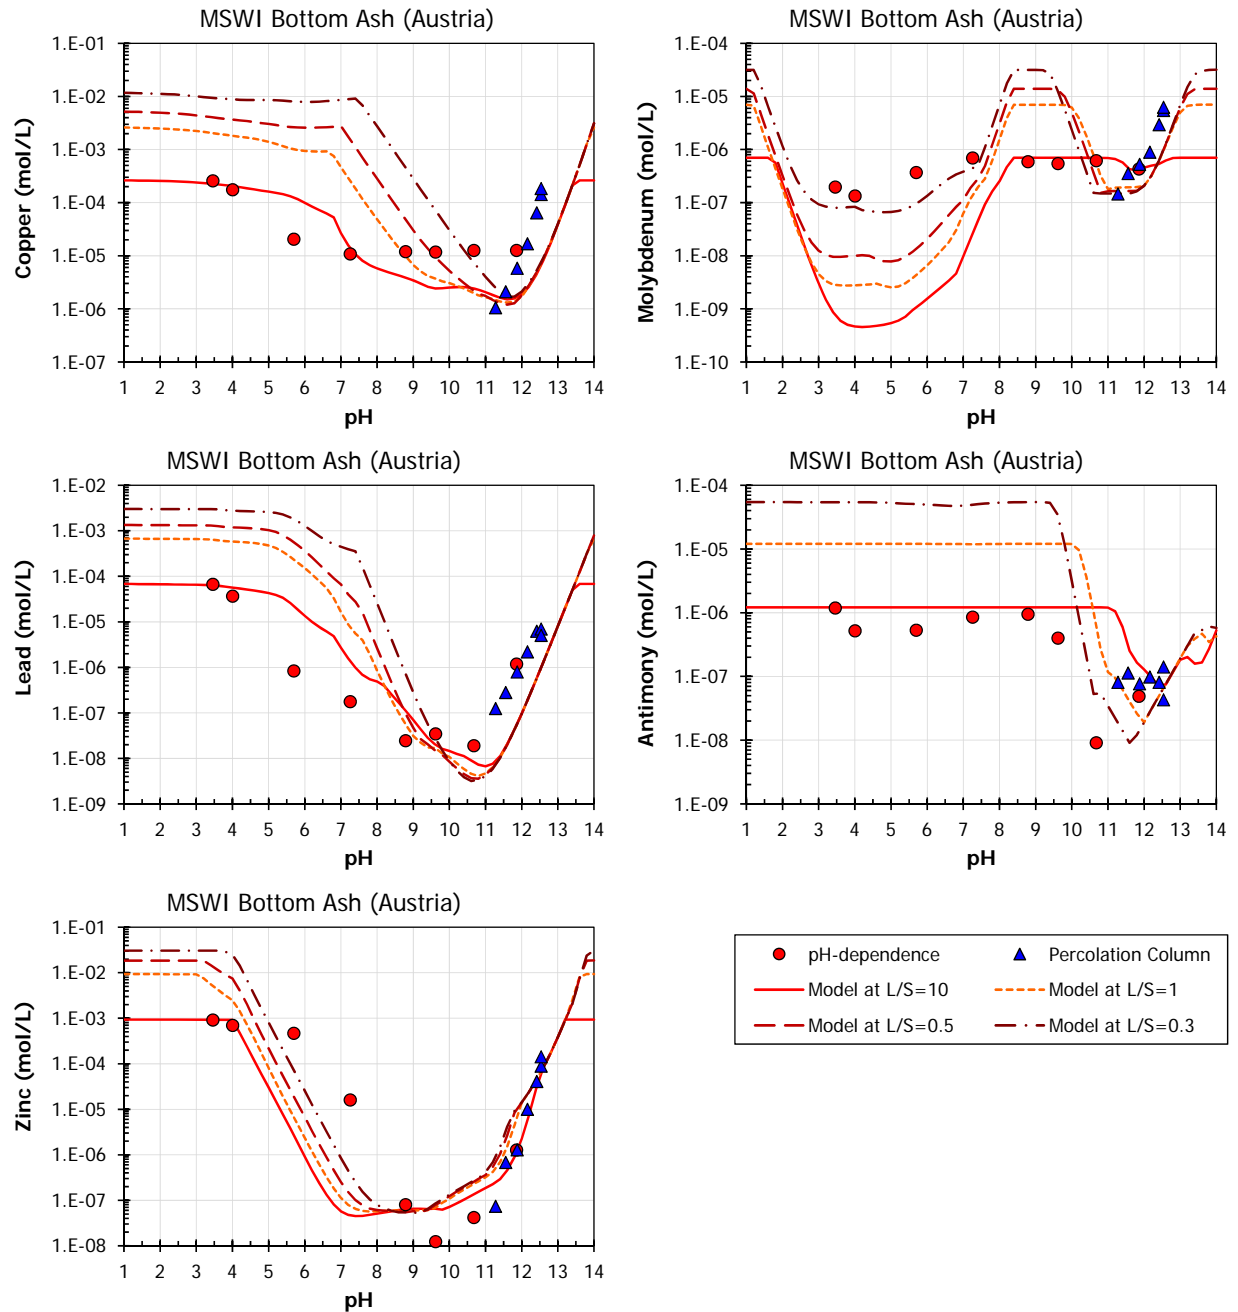 MSWI Bottom Ash (Austria)
Copper (mol/L)
1.E-01
1.E-02
1.E-03
1.E-04
1.E-05
1.E-06
1.E-07
1 2 3 4 5 6 7 8 9 10 11 12 13 14
pH
MSWI Bottom Ash (Austria)
Molybdenum (mol/L)
1.E-04
1.E-05
1.E-06
1.E-07
1.E-08
1.E-09
1.E-10
1 2 3 4 5 6 7 8 9 10 11 12 13 14
pH
MSWI Bottom Ash (Austria)
Lead (mol/L)
1.E-02
1.E-03
1.E-04
1.E-05
1.E-06
1.E-07
1.E-08
1.E-09
1 2 3 4 5 6 7 8 9 10 11 12 13 14
pH
MSWI Bottom Ash (Austria)
Antimony (mol/L)
1.E-04
1.E-05
1.E-06
1.E-07
1.E-08
1.E-09
1 2 3 4 5 6 7 8 9 10 11 12 13 14
pH
MSWI Bottom Ash (Austria)
Zinc (mol/L)
1.E-01
1.E-02
1.E-03
1.E-04
1.E-05
1.E-06
1.E-07
1.E-08
1 2 3 4 5 6 7 8 9 10 11 12 13 14
pH
pH-dependence
Percolation Column
Model at L/S=10
Model at L/S=1
Model at L/S=0.5
Model at L/S=0.3